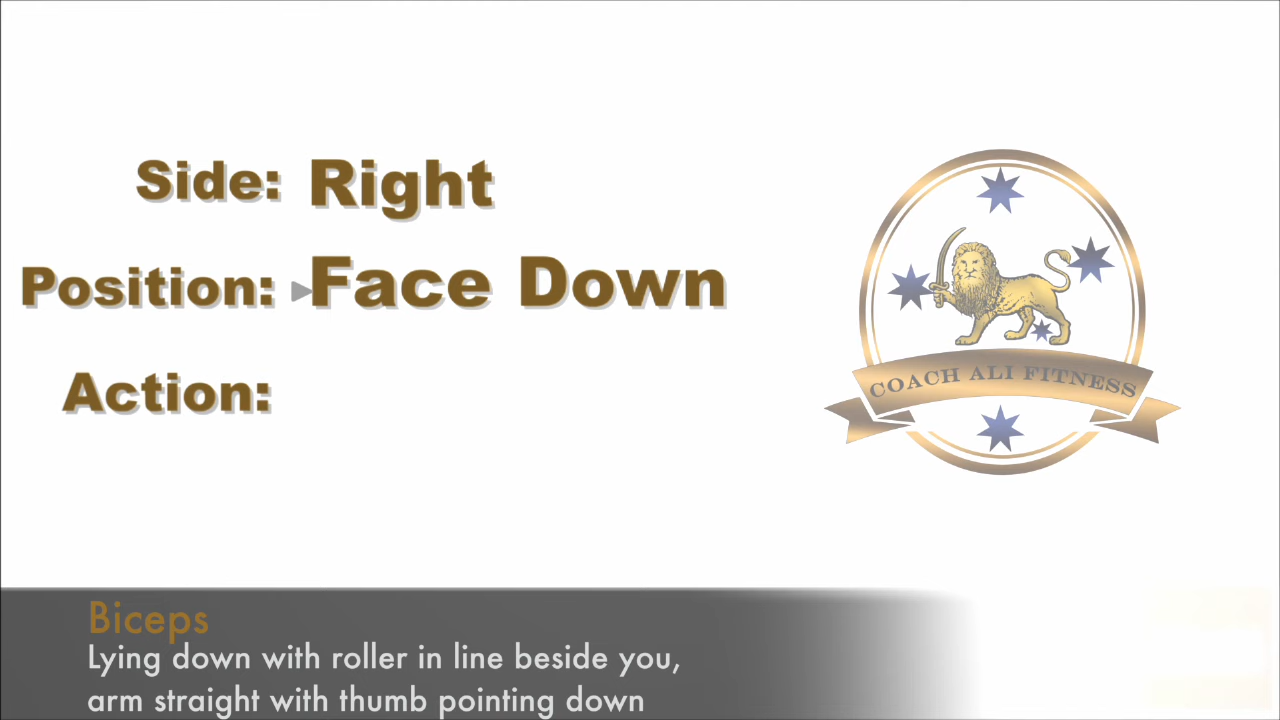 Side: Right
Position: Face Down
Action:
COACH ALI FITNESS
Biceps
Lying down with roller in line beside you,
arm straight with thumb pointing down